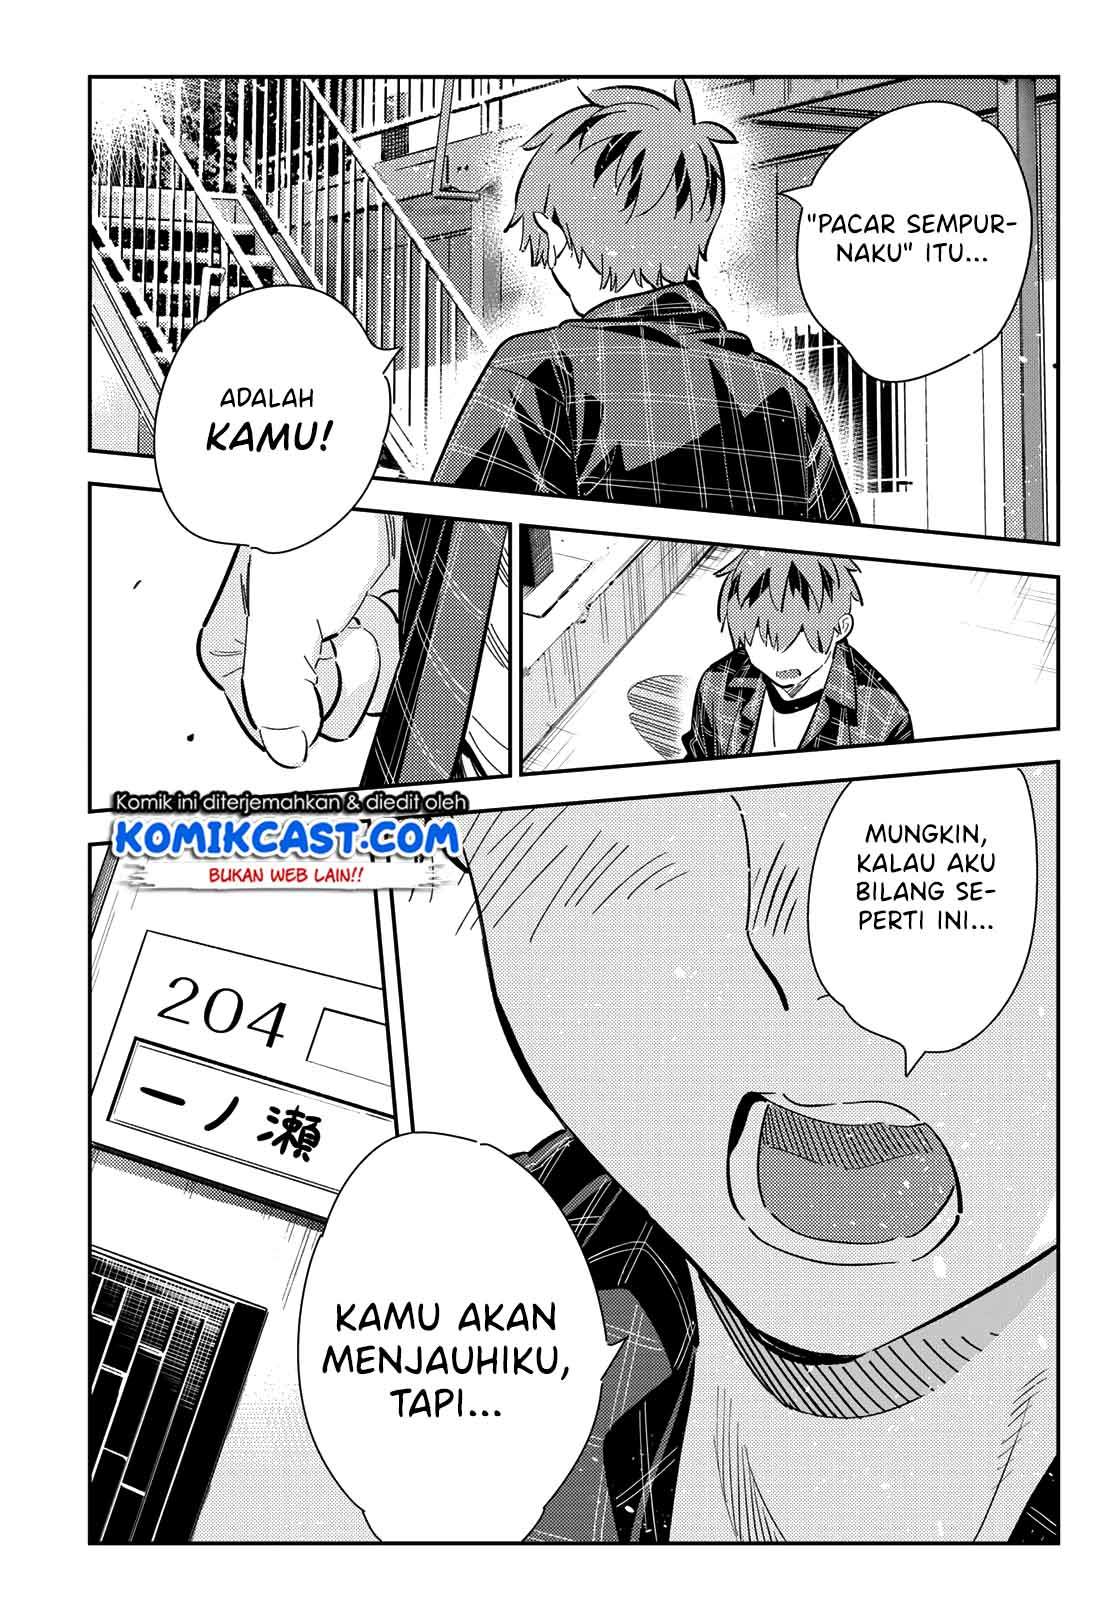 "PACAR SEMPUR-
NAKU" ITU...
ADALAH
KAMU!
Komik ini diterjemahkan & diedit oleh
KOMIKCAST.COM
BUKAN WEB LAIN!!
MUNGKIN,
KALAU AKU
BILANG SE-
PERTI INI...
204
一ノ瀬
KAMU AKAN
MENJAUHIKU,
TAPI...